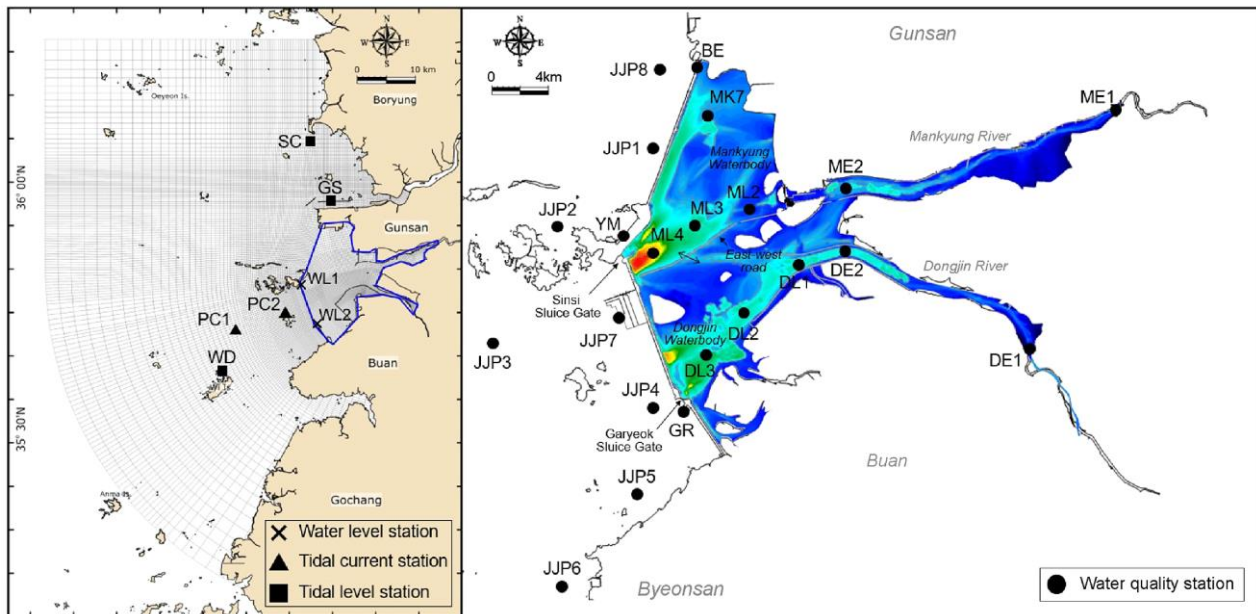 N
W
E
S
0
10 km
Oeyeon Is.
Boryung
SC
36° 00'N
GS
Gunsan
WL1
PC2
PC1
WL2
WD
Buan
35° 30'N
Gochang
Water level station
Tidal current station
Tidal level station
N
W
E
S
0
4km
Gunsan
BE
JJP8
MK7
ME1
Mankyung River
JJP1
Mankyung
Waterbody
ME2
ML2
JJP2
ML3
YM
ML4
East-west
road
DE2
DL1
Dongjin River
Sinsi
Sluice Gate
DL2
JJP7
Dongjin
Waterbody
JJP3
DL3
DE1
JJP4
GR
Garyeok
Sluice Gate
Buan
JJP5
JJP6
Byeonsan
Water quality station